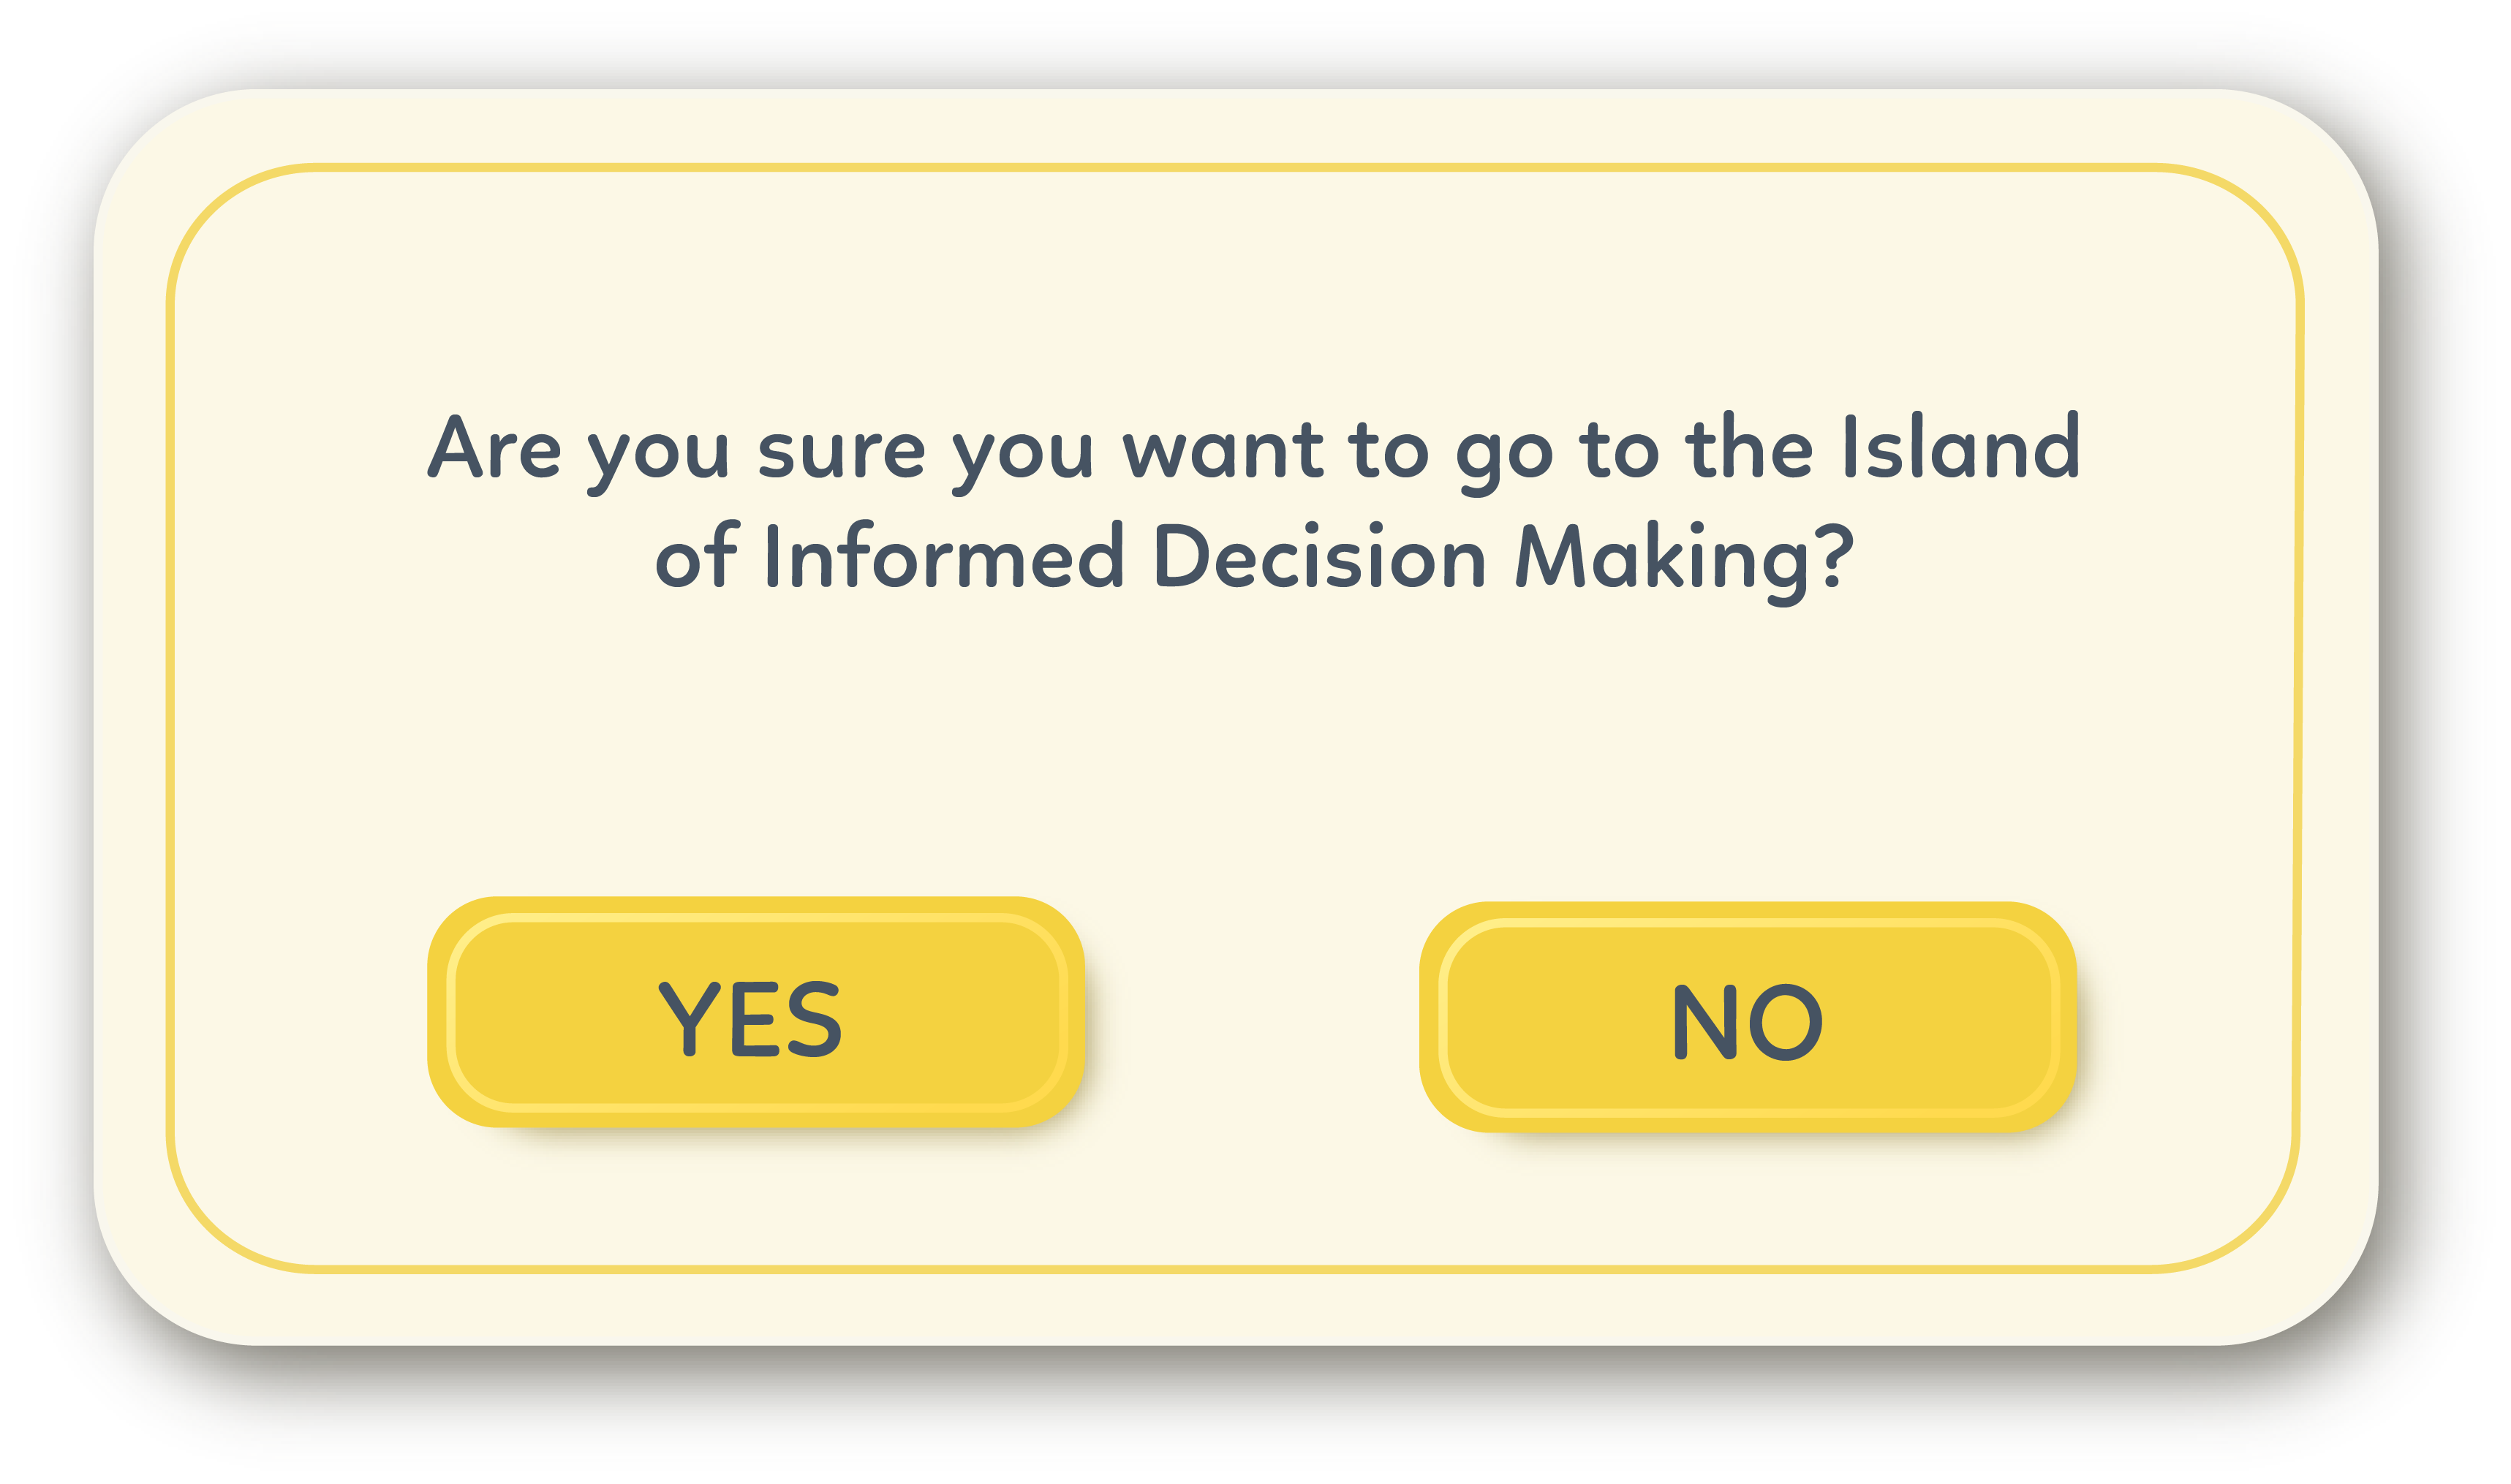 Are you sure you want to go to the Island
of Informed Decision Making?
YES
NO